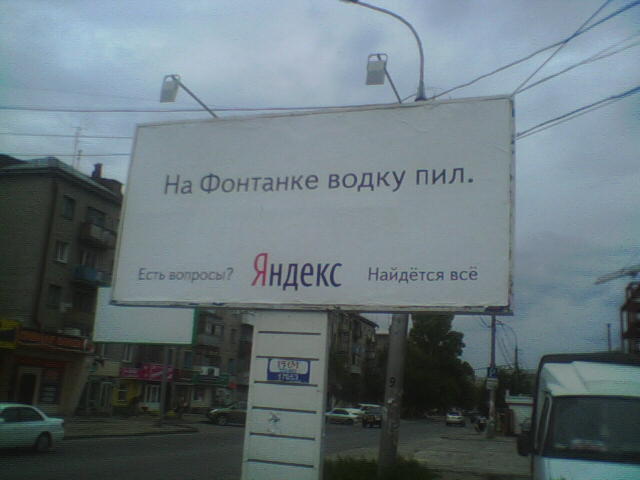 На Фонтанке водку пил.
Есть вопросы? Яндекс Найдётся всё